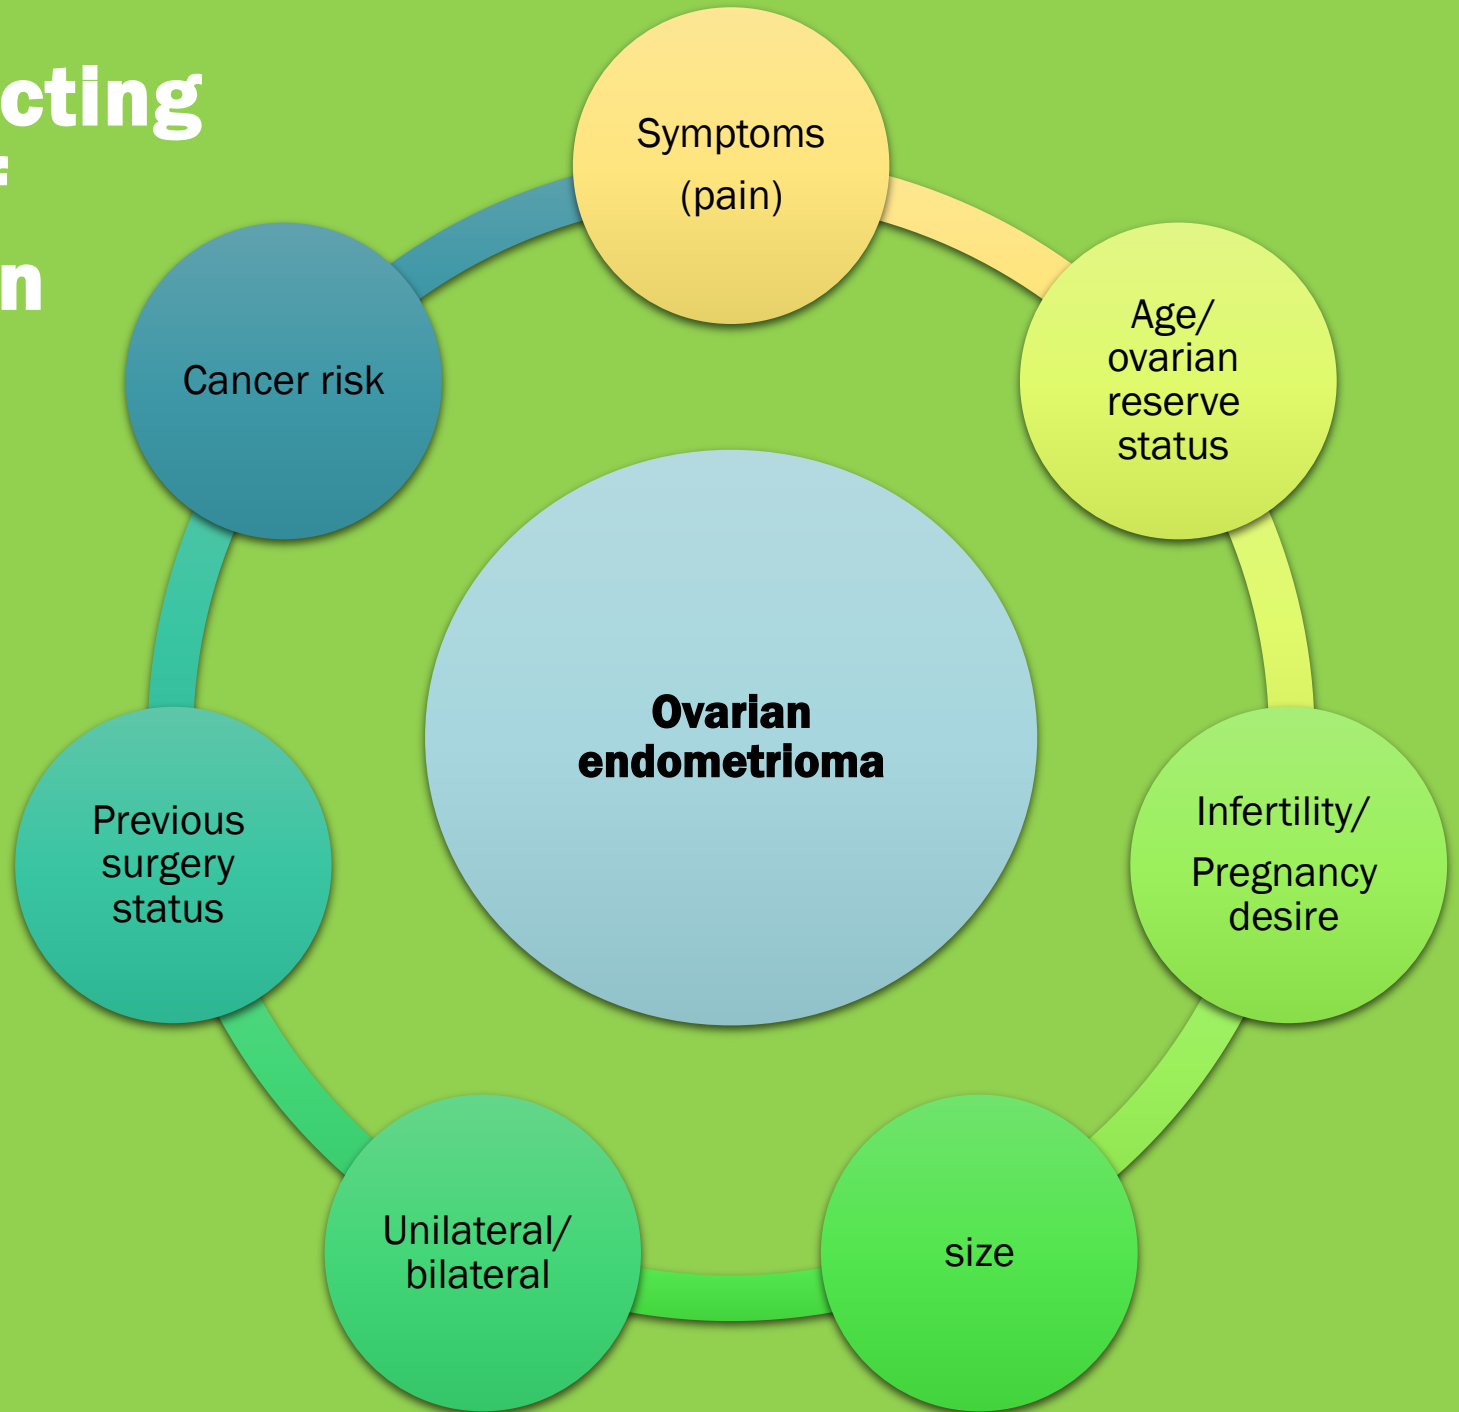 cting
n
Symptoms
(pain)
Age/
ovarian
reserve
status
Infertility/
Pregnancy
desire
size
Unilateral/
bilateral
Previous
surgery
status
Cancer risk
Ovarian
endometrioma